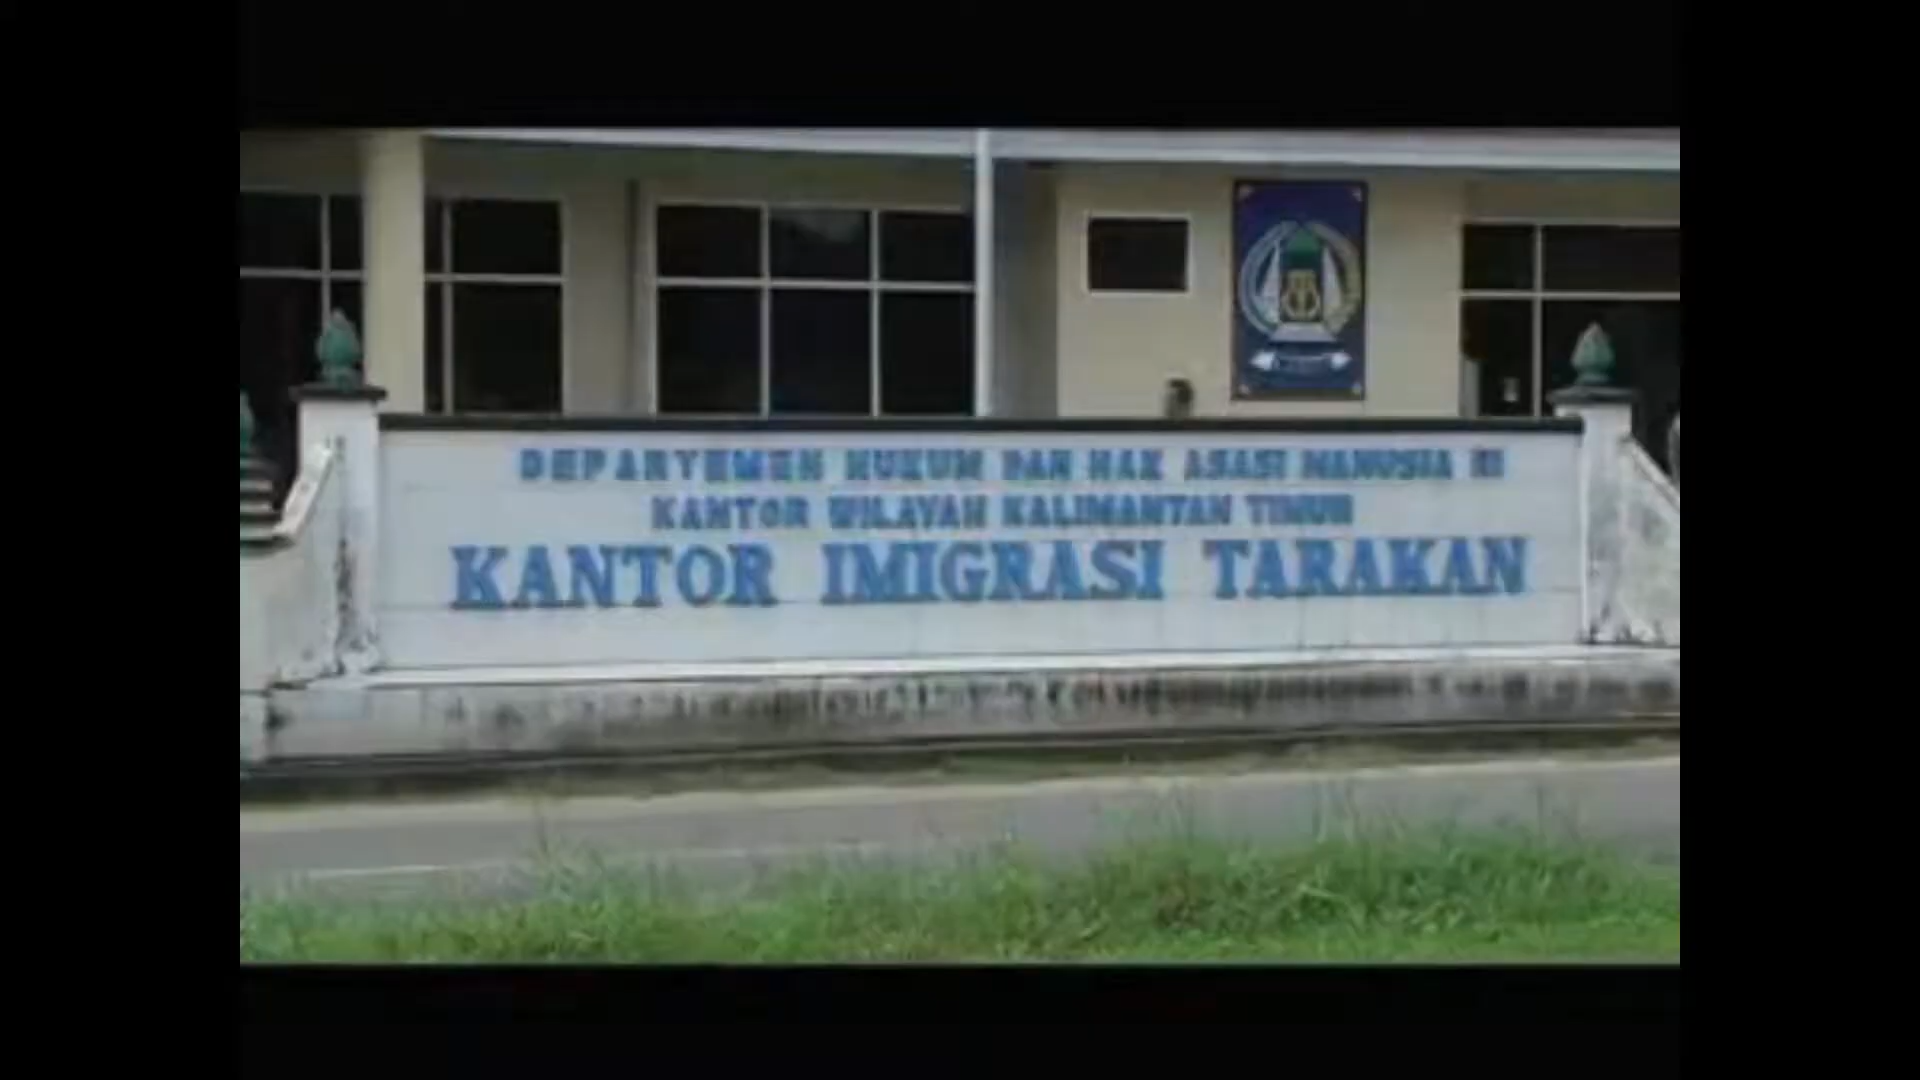 DEPARTEMEN HUKUM DAN HAK ASASI MANUSIA RI
KANTOR WILAYAH KALIMANTAN TIMUR
KANTOR IMIGRASI TARAKAN